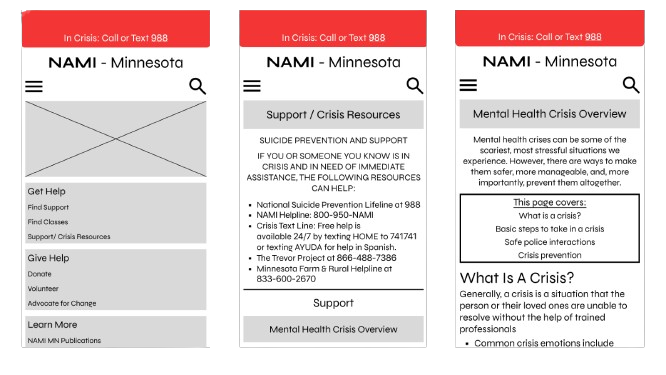 In Crisis: Call or Text 988
NAMI - Minnesota
Get Help
Find Support
Find Classes
Support/ Crisis Resources
Give Help
Donate
Volunteer
Advocate for Change
Learn More
NAMI MN Publications
In Crisis: Call or Text 988
NAMI - Minnesota
Support / Crisis Resources
SUICIDE PREVENTION AND SUPPORT
IF YOU OR SOMEONE YOU KNOW IS IN
CRISIS AND IN NEED OF IMMEDIATE
ASSISTANCE, THE FOLLOWING RESOURCES
CAN HELP:
• National Suicide Prevention Lifeline at 988
• NAMI Helpline: 800-950-NAMI
• Crisis Text Line: Free help is
available 24/7 by texting HOME to 741741
or texting AYUDA for help in Spanish.
• The Trevor Project at 866-488-7386
• Minnesota Farm & Rural Helpline at
833-600-2670
Support
Mental Health Crisis Overview
In Crisis: Call or Text 988
NAMI - Minnesota
Mental Health Crisis Overview
Mental health crises can be some of the
scariest, most stressful situations we
experience. However, there are ways to make
them safer, more manageable, and, more
importantly, prevent them altogether.
This page covers:
What is a crisis?
Basic steps to take in a crisis
Safe police interactions
Crisis prevention
What Is A Crisis?
Generally, a crisis is a situation that the
person or their loved ones are unable to
resolve without the help of trained
professionals
• Common crisis emotions include